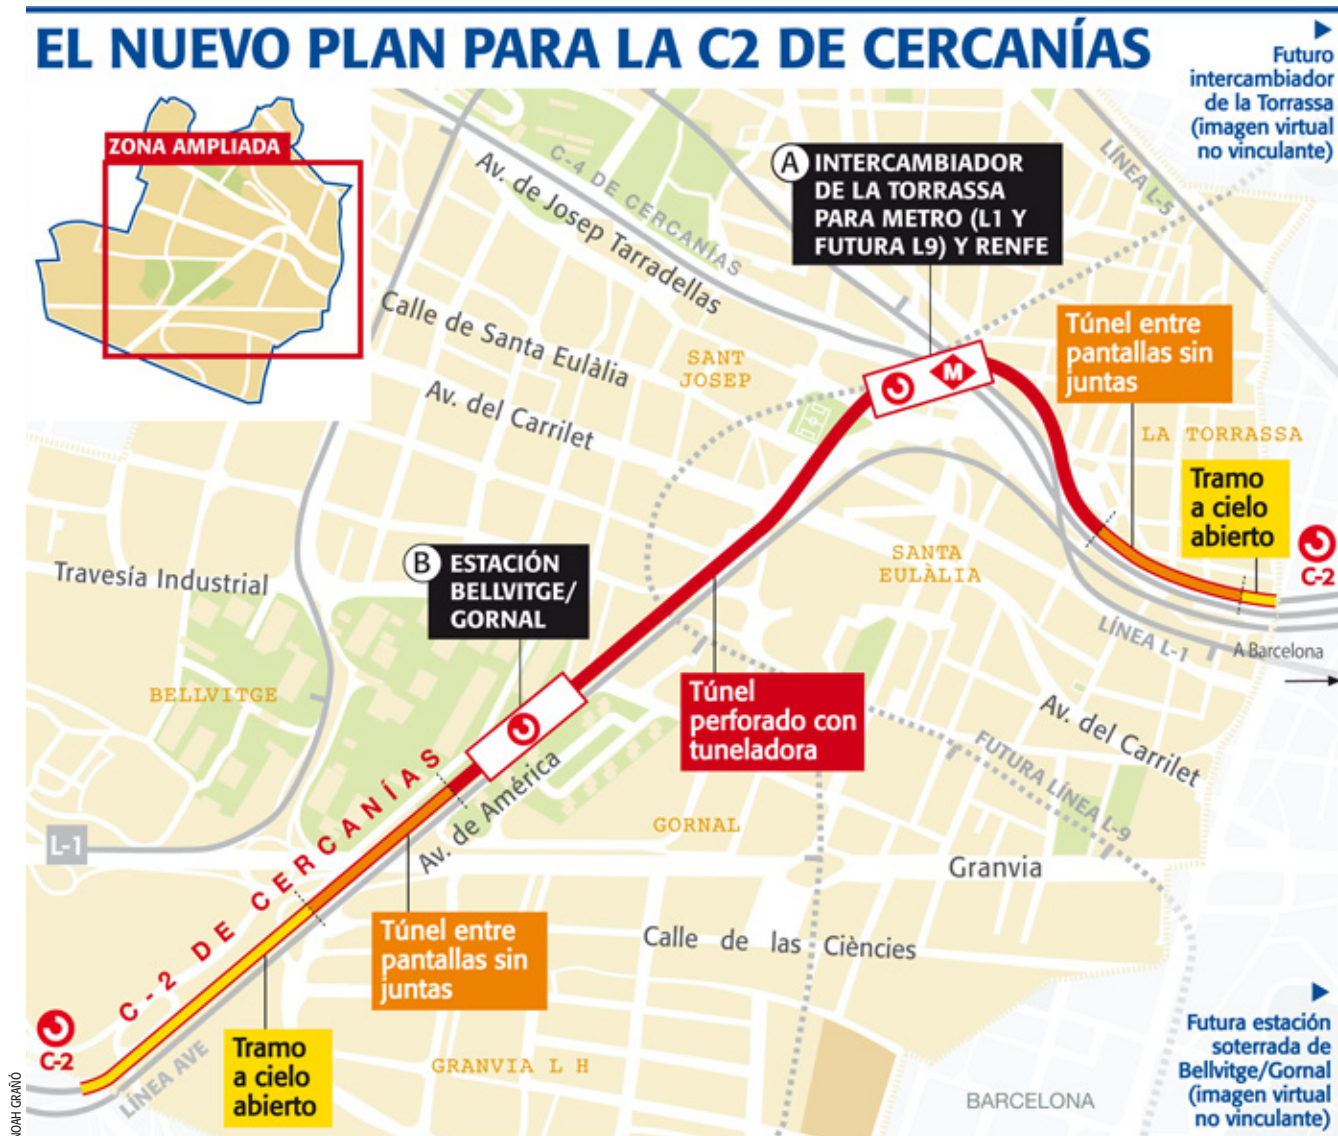 EL NUEVO PLAN PARA LA C2 DE CERCANÍAS
Futuro
intercambiador
de la Torrassa
(imagen virtual
no vinculante)
ZONA AMPLIADA
A INTERCAMBIADOR
DE LA TORRASSA
PARA METRO (L1 Y
FUTURA L9) Y RENFE
LÍNEA L-5
C-4 DE CERCANÍAS
Av. de Josep Tarradellas
Calle de Santa Eulàlia
Av. del Carrilet
SANT
JOSEP
M
Túnel entre
pantallas sin
juntas
LA TORRASSA
Tramo
a cielo
abierto
C-2
SANTA
EULÀLIA
B ESTACIÓN
BELLVITGE/
GORNAL
Travesía Industrial
BELLVITGE
LÍNEA L-1
A Barcelona
Túnel
perforado con
tuneladora
Av. del Carrilet
FUTURA LÍNEA L-9
C-2 DE CERCANÍAS
Av. de América
GORNAL
L-1
Granvia
Túnel entre
pantallas sin
juntas
Calle de las Ciències
C-2
LÍNEA AVE
Tramo
a cielo
abierto
GRANVIA L H
BARCELONA
Futura estación
soterrada de
Bellvitge/Gornal
(imagen virtual
no vinculante)
NOAH GRAÑÓ